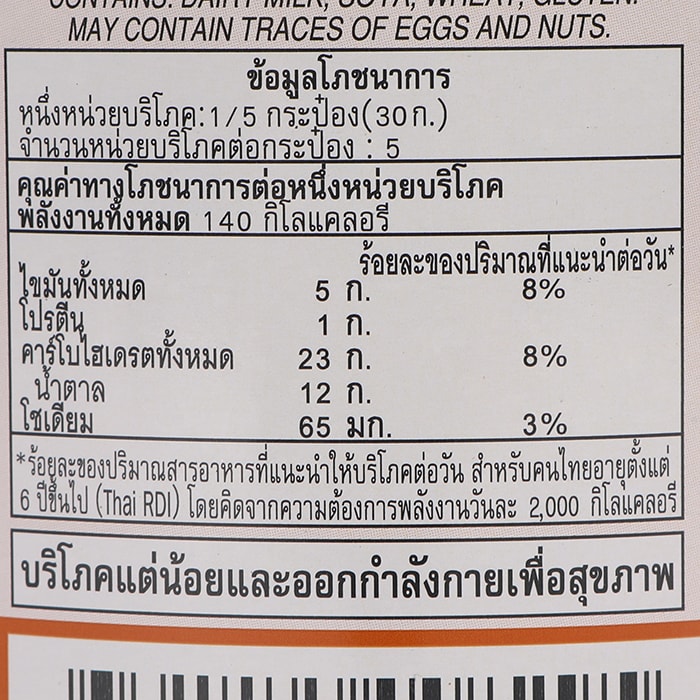 CONTAINS: DAIRY MILK, SOYA, WHEAT, GLUTEN.
MAY CONTAIN TRACES OF EGGS AND NUTS.
ข้อมูลโภชนาการ
หนึ่งหน่วยบริโภค:1/5 กระป๋อง(30ก.)
จำนวนหน่วยบริโภคต่อกระป๋อง : 5
คุณค่าทางโภชนาการต่อหนึ่งหน่วยบริโภค
พลังงานทั้งหมด 140 กิโลแคลอรี
ร้อยละของปริมาณที่แนะนำต่อวัน*
ไขมันทั้งหมด 5 ก. 8%
โปรตีน 1 ก.
คาร์โบไฮเดรตทั้งหมด 23 ก. 8%
น้ำตาล 12 ก.
โซเดียม 65 มก. 3%
*ร้อยละของปริมาณสารอาหารที่แนะนำให้บริโภคต่อวัน สำหรับคนไทยอายุตั้งแต่
6 ปีขึ้นไป (Thai RDI) โดยคิดจากความต้องการพลังงานวันละ 2,000 กิโลแคลอรี
บริโภคแต่น้อยและออกกำลังกายเพื่อสุขภาพ